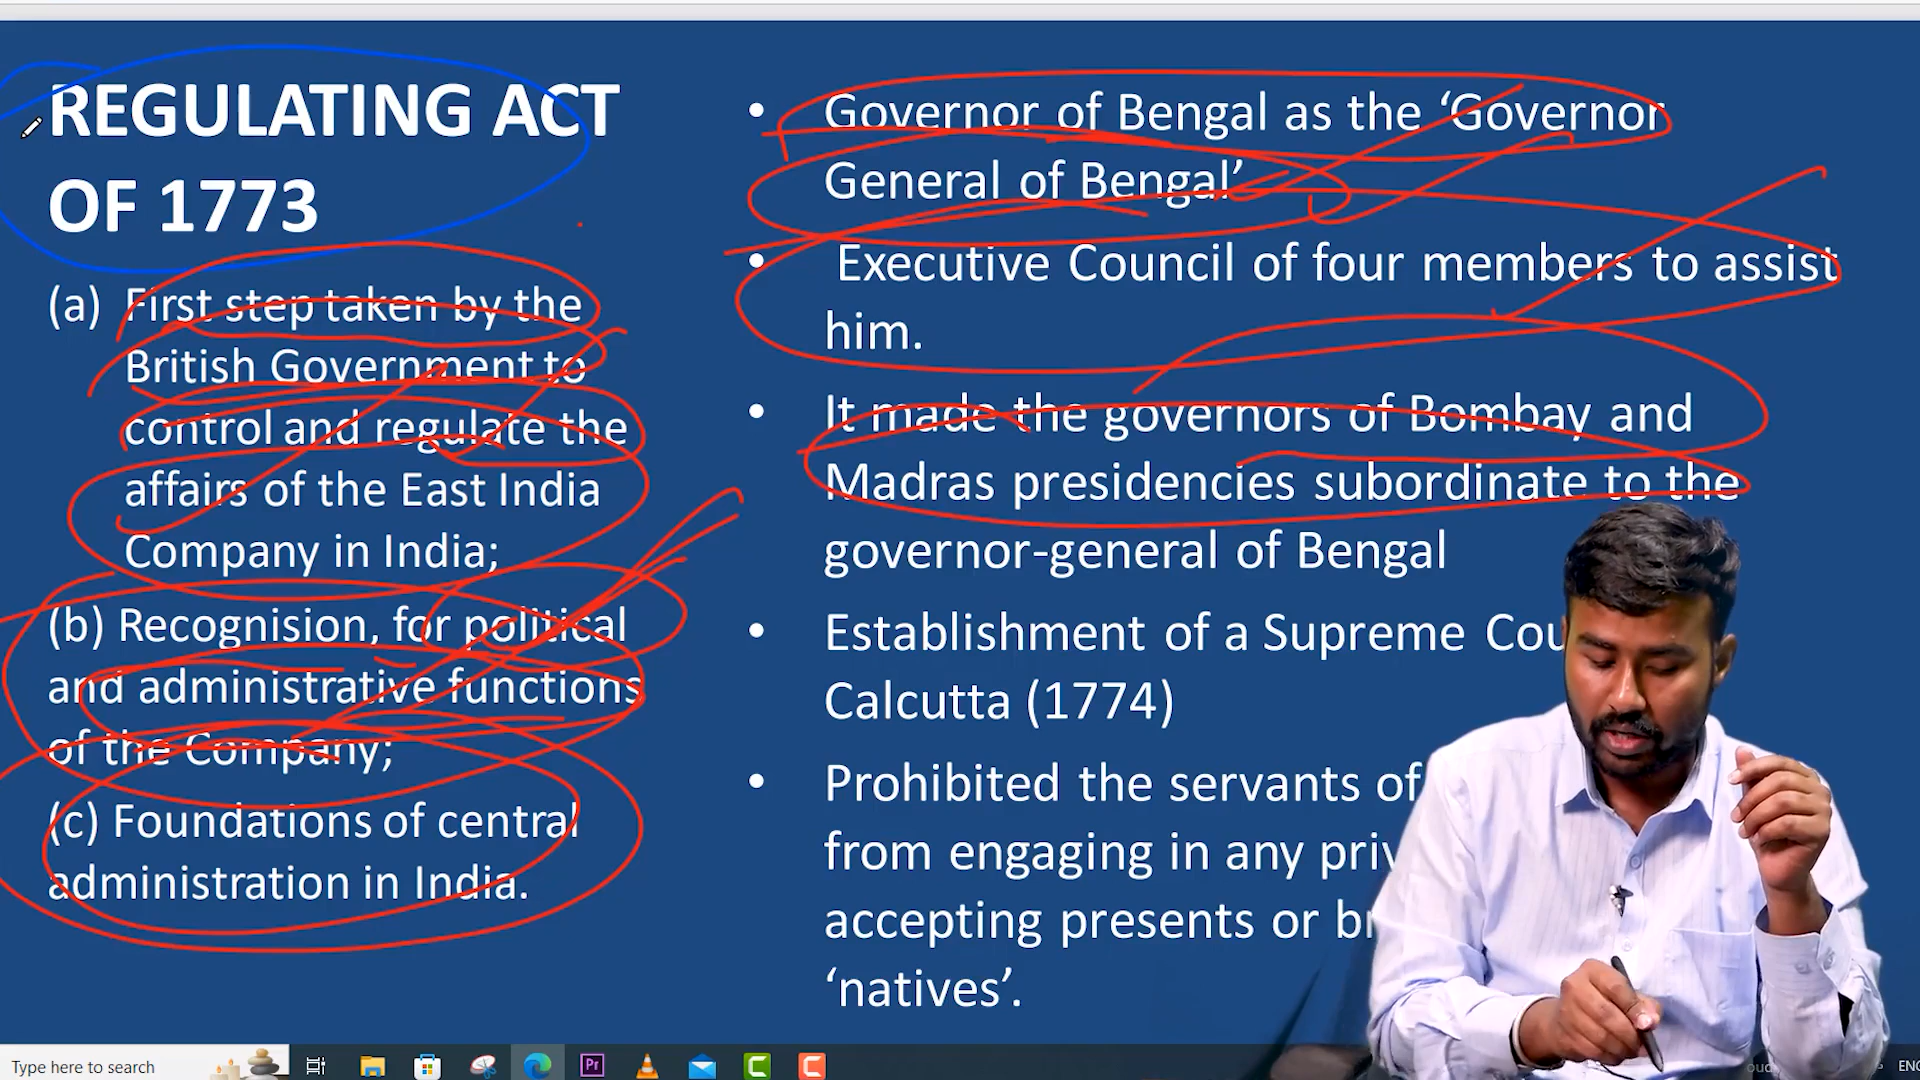 REGULATING ACT
OF 1773
(a) First step taken by the
British Government to
control and regulate the
affairs of the East India
Company in India;
(b) Recognision, for political
and administrative functions
of the Company;
(c) Foundations of central
administration in India.
• Governor of Bengal as the ‘Governor
General of Bengal’
• Executive Council of four members to assist
him.
• It made the governors of Bombay and
Madras presidencies subordinate to the
governor-general of Bengal
• Establishment of a Supreme
Calcutta (1774)
• Prohibited the servants of
from engaging in any
accepting presents or
‘natives’.
Type here to search